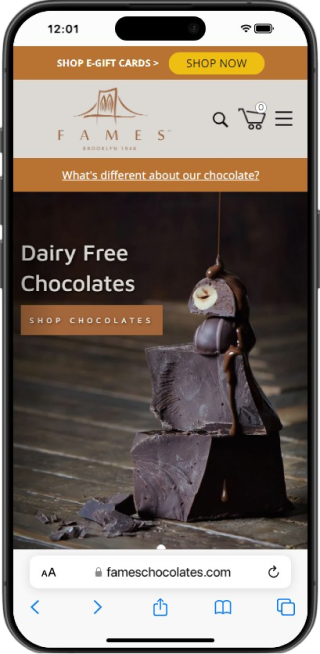 12:01
SHOP E-GIFT CARDS > SHOP NOW
0
FAMES
BROOKLYN 1948
What's different about our chocolate?
Dairy Free
Chocolates
SHOP CHOCOLATES
AA fameschocolates.com